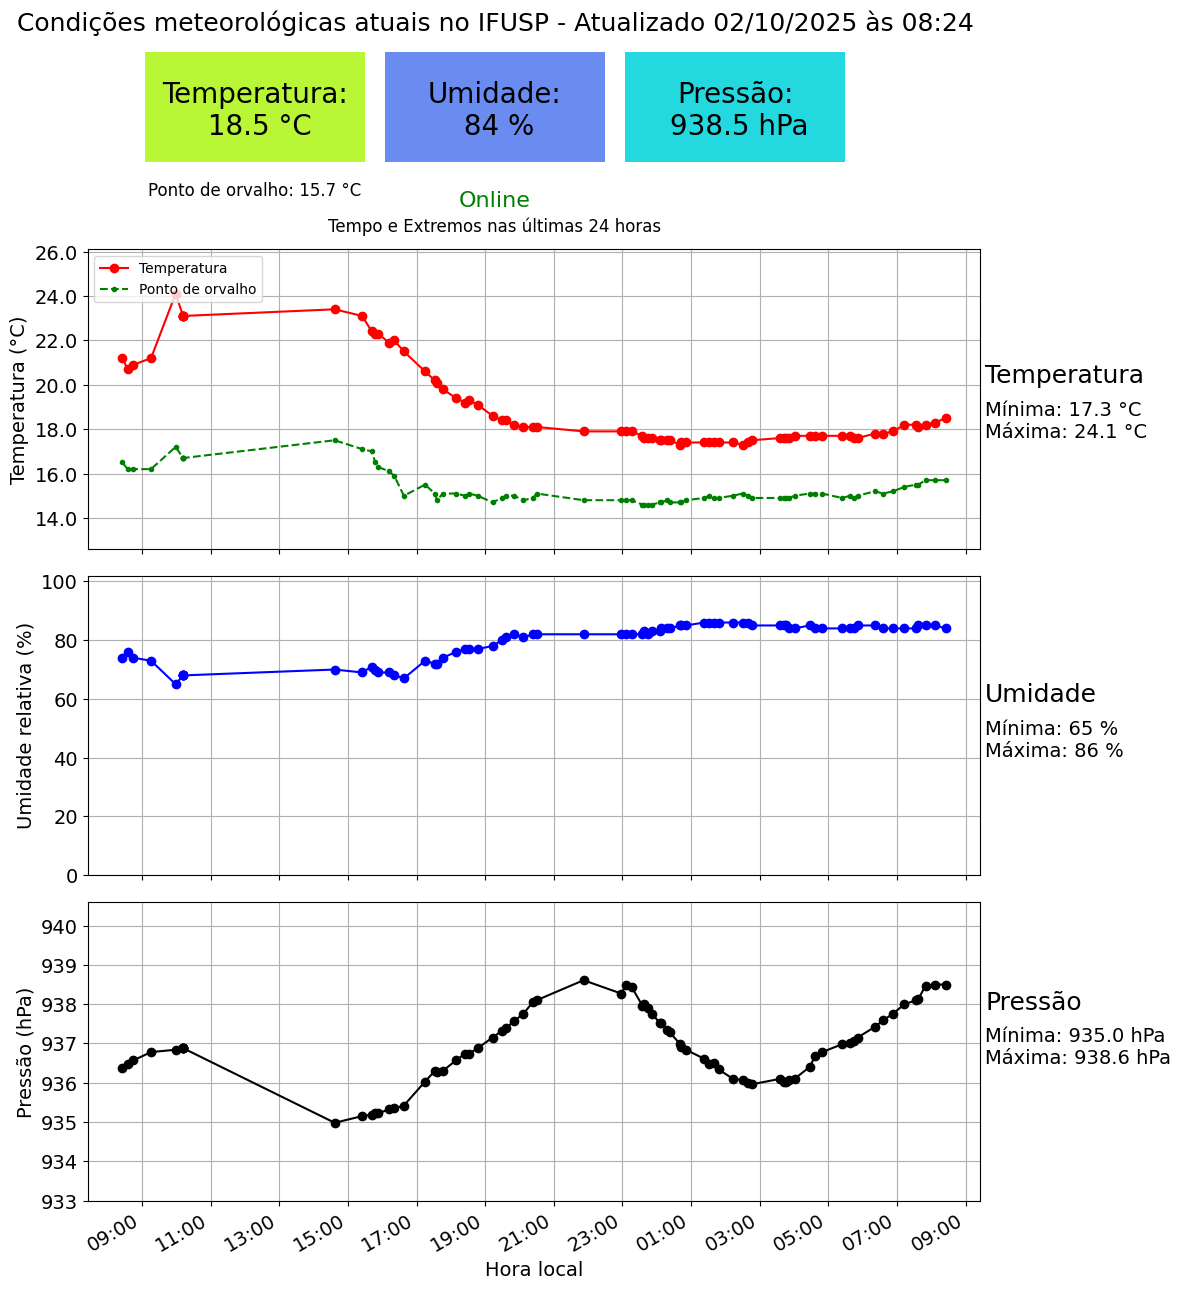 Condições meteorológicas atuais no IFUSP - Atualizado 02/10/2025 às 08:24
Temperatura:
18.5 °C
Umidade:
84 %
Pressão:
938.5 hPa
Ponto de orvalho: 15.7 °C
Online
Tempo e Extremos nas últimas 24 horas
Temperatura
Ponto de orvalho
26.0
24.0
22.0
20.0
18.0
16.0
14.0
Temperatura (°C)
Temperatura
Mínima: 17.3 °C
Máxima: 24.1 °C
100
80
60
40
20
0
Umidade relativa (%)
Umidade
Mínima: 65 %
Máxima: 86 %
940
939
938
937
936
935
934
933
Pressão (hPa)
Pressão
Mínima: 935.0 hPa
Máxima: 938.6 hPa
09:00
11:00
13:00
15:00
17:00
19:00
21:00
23:00
01:00
03:00
05:00
07:00
09:00
Hora local